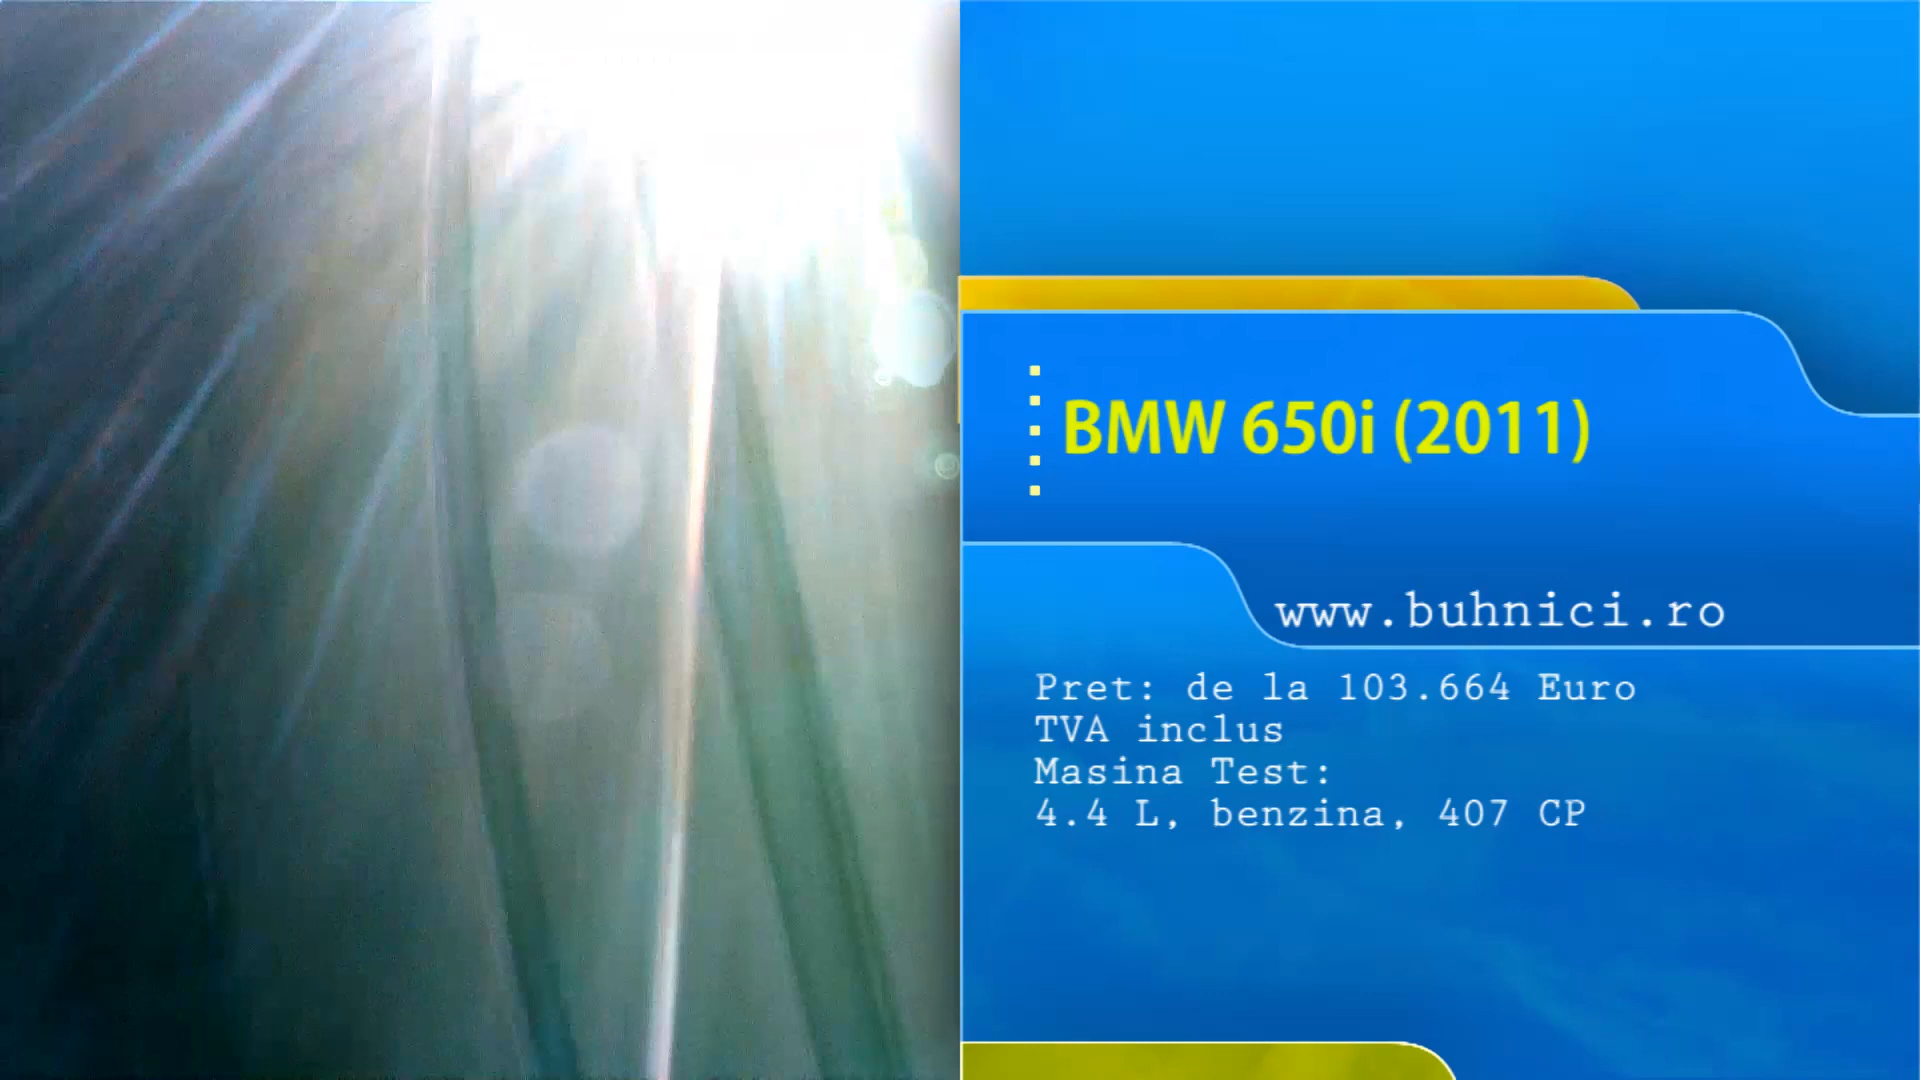 BMW 650i (2011)
www.buhnici.ro
Pret: de la 103.664 Euro
TVA inclus
Masina Test:
4.4 L, benzina, 407 CP